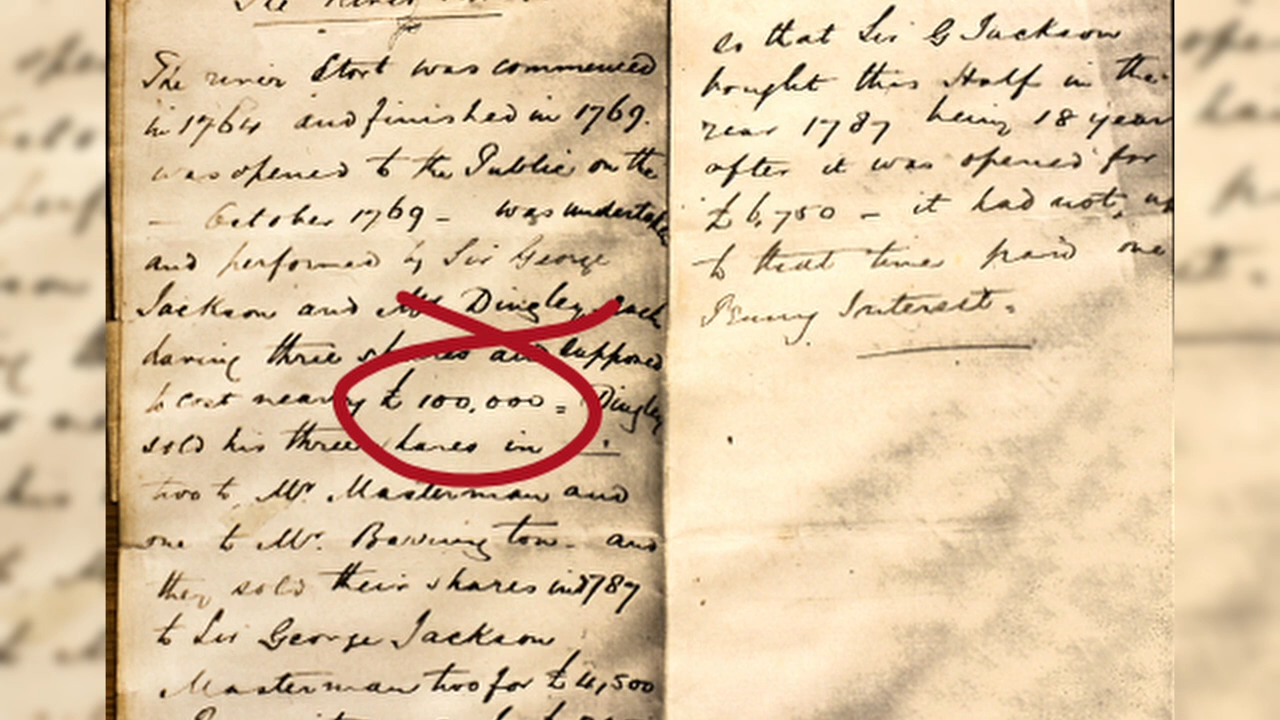 The river Stort was commenced
in 1764 and finished in 1769.
was opened to the Public on the
— October 1769 – was undertaken
and performed by Sir George
Jackson and Mr Dingley each
having three shares and supposed
to cost nearly £100,000 = Dingley
sold his three shares in
two to Mr. Masterman and
one to Mr. and
they sold their shares in 1787
to Sir George Jackson
Masterman two for £4,500
so that Sir G Jackson
bought this Half in the
year 1787 being 18 year
after it was opened for
£6,750 – it had not, up
to that time paid one
Penny Interest.